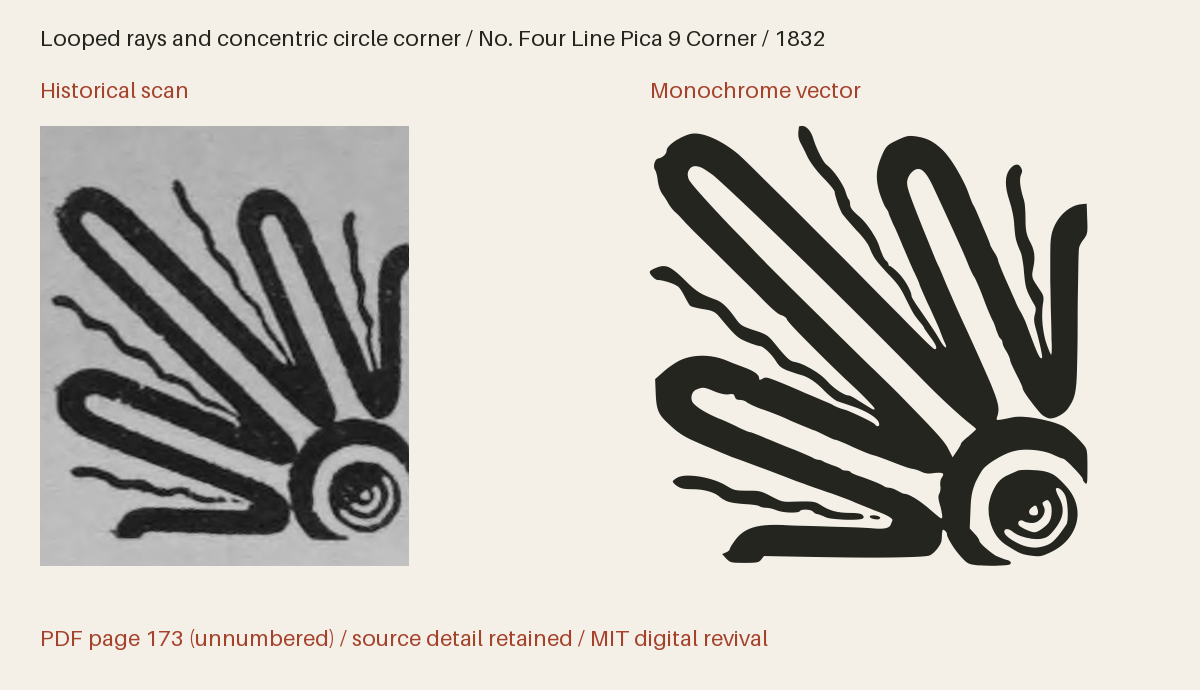 Looped rays and concentric circle corner / No. Four Line Pica 9 Corner / 1832
Historical scan
Monochrome vector
PDF page 173 (unnumbered) / source detail retained / MIT digital revival